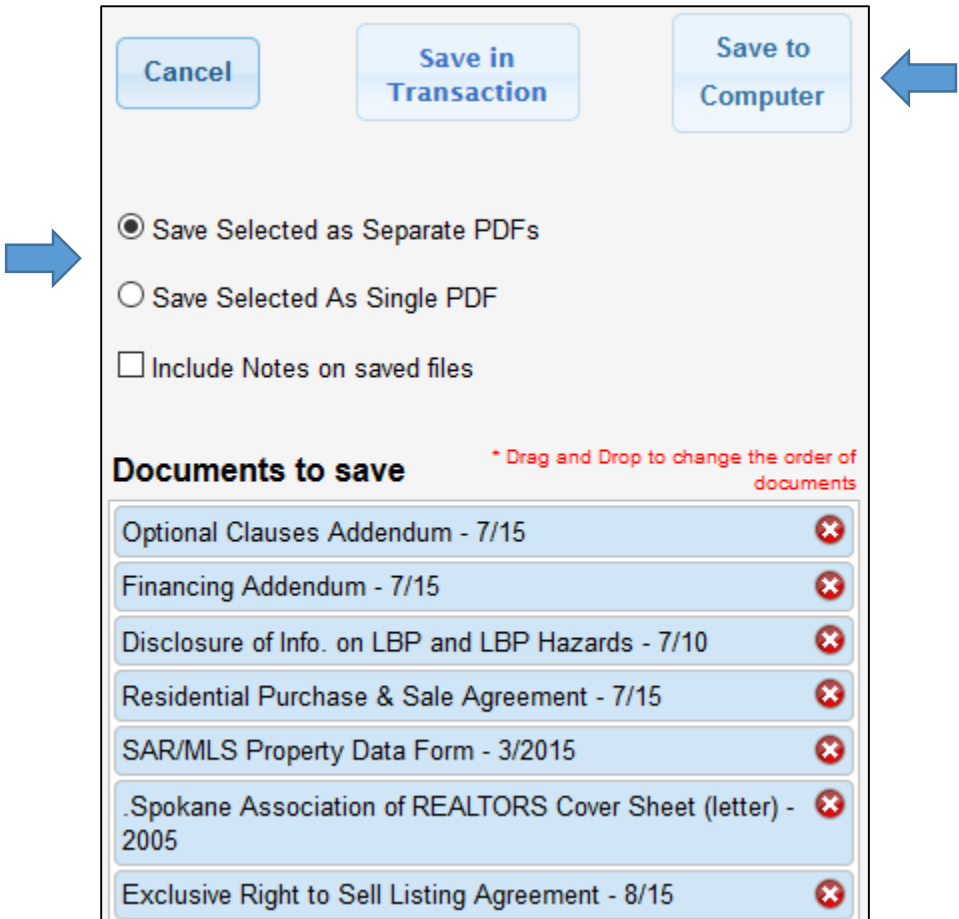 Cancel
Save in
Transaction
Save to
Computer
Save Selected as Separate PDFs
Save Selected As Single PDF
Include Notes on saved files
Documents to save
* Drag and Drop to change the order of
documents
Optional Clauses Addendum - 7/15
Financing Addendum - 7/15
Disclosure of Info. on LBP and LBP Hazards - 7/10
Residential Purchase & Sale Agreement - 7/15
SAR/MLS Property Data Form - 3/2015
.Spokane Association of REALTORS Cover Sheet (letter) -
2005
Exclusive Right to Sell Listing Agreement - 8/15